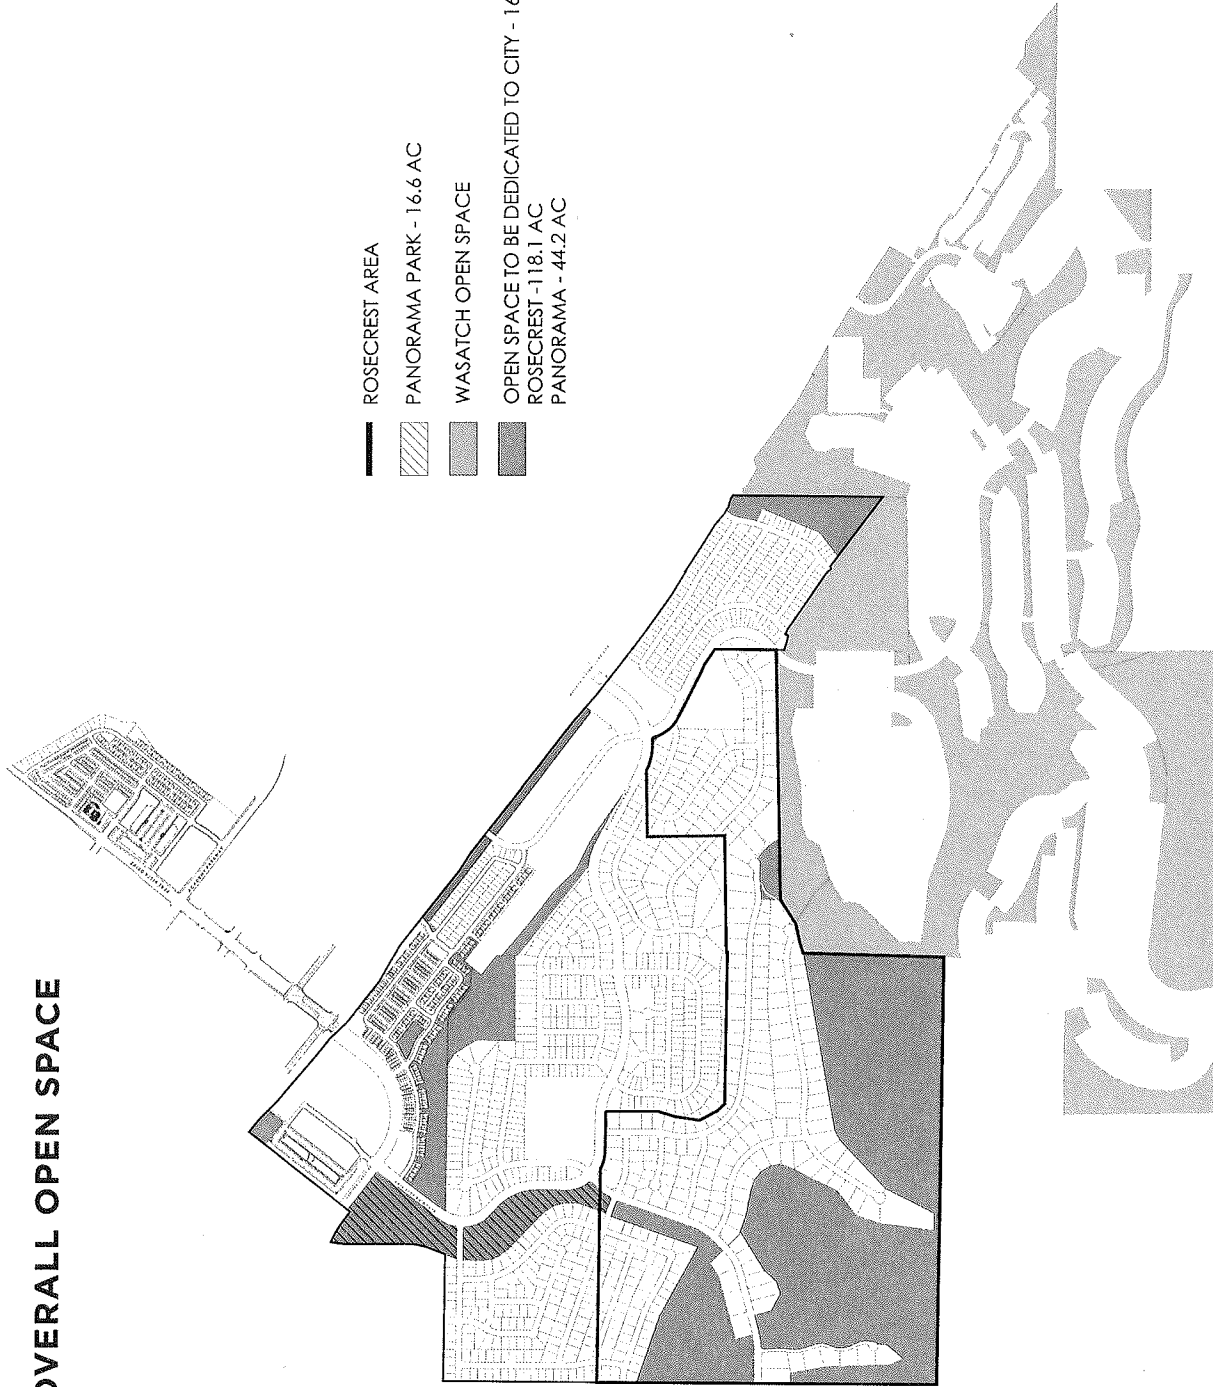 OVERALL OPEN SPACE
ROSECREST AREA
PANORAMA PARK - 16.6 AC
WASATCH OPEN SPACE
OPEN SPACE TO BE DEDICATED TO CITY - 16
ROSECREST -118.1 AC
PANORAMA - 44.2 AC